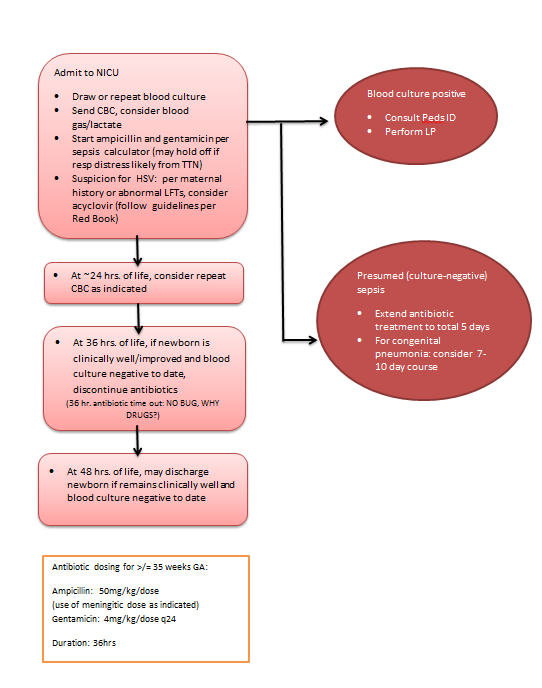 Admit to NICU
• Draw or repeat blood culture
• Send CBC, consider blood
gas/lactate
• Start ampicillin and gentamicin per
sepsis calculator (may hold off if
resp distress likely from TTN)
• Suspicion for HSV: per maternal
history or abnormal LFTs, consider
acyclovir (follow guidelines per
Red Book)
Blood culture positive
• Consult Peds ID
• Perform LP
• At ~24 hrs. of life, consider repeat
CBC as indicated
Presumed (culture-negative)
sepsis
• Extend antibiotic
treatment to total 5 days
• For congenital
pneumonia: consider 7-
10 day course
• At 36 hrs. of life, if newborn is
clinically well/improved and blood
culture negative to date,
discontinue antibiotics
(36 hr. antibiotic time out: NO BUG, WHY
DRUGS?)
• At 48 hrs. of life, may discharge
newborn if remains clinically well and
blood culture negative to date
Antibiotic dosing for >/= 35 weeks GA:
Ampicillin: 50mg/kg/dose
(use of meningitic dose as indicated)
Gentamicin: 4mg/kg/dose q24
Duration: 36hrs